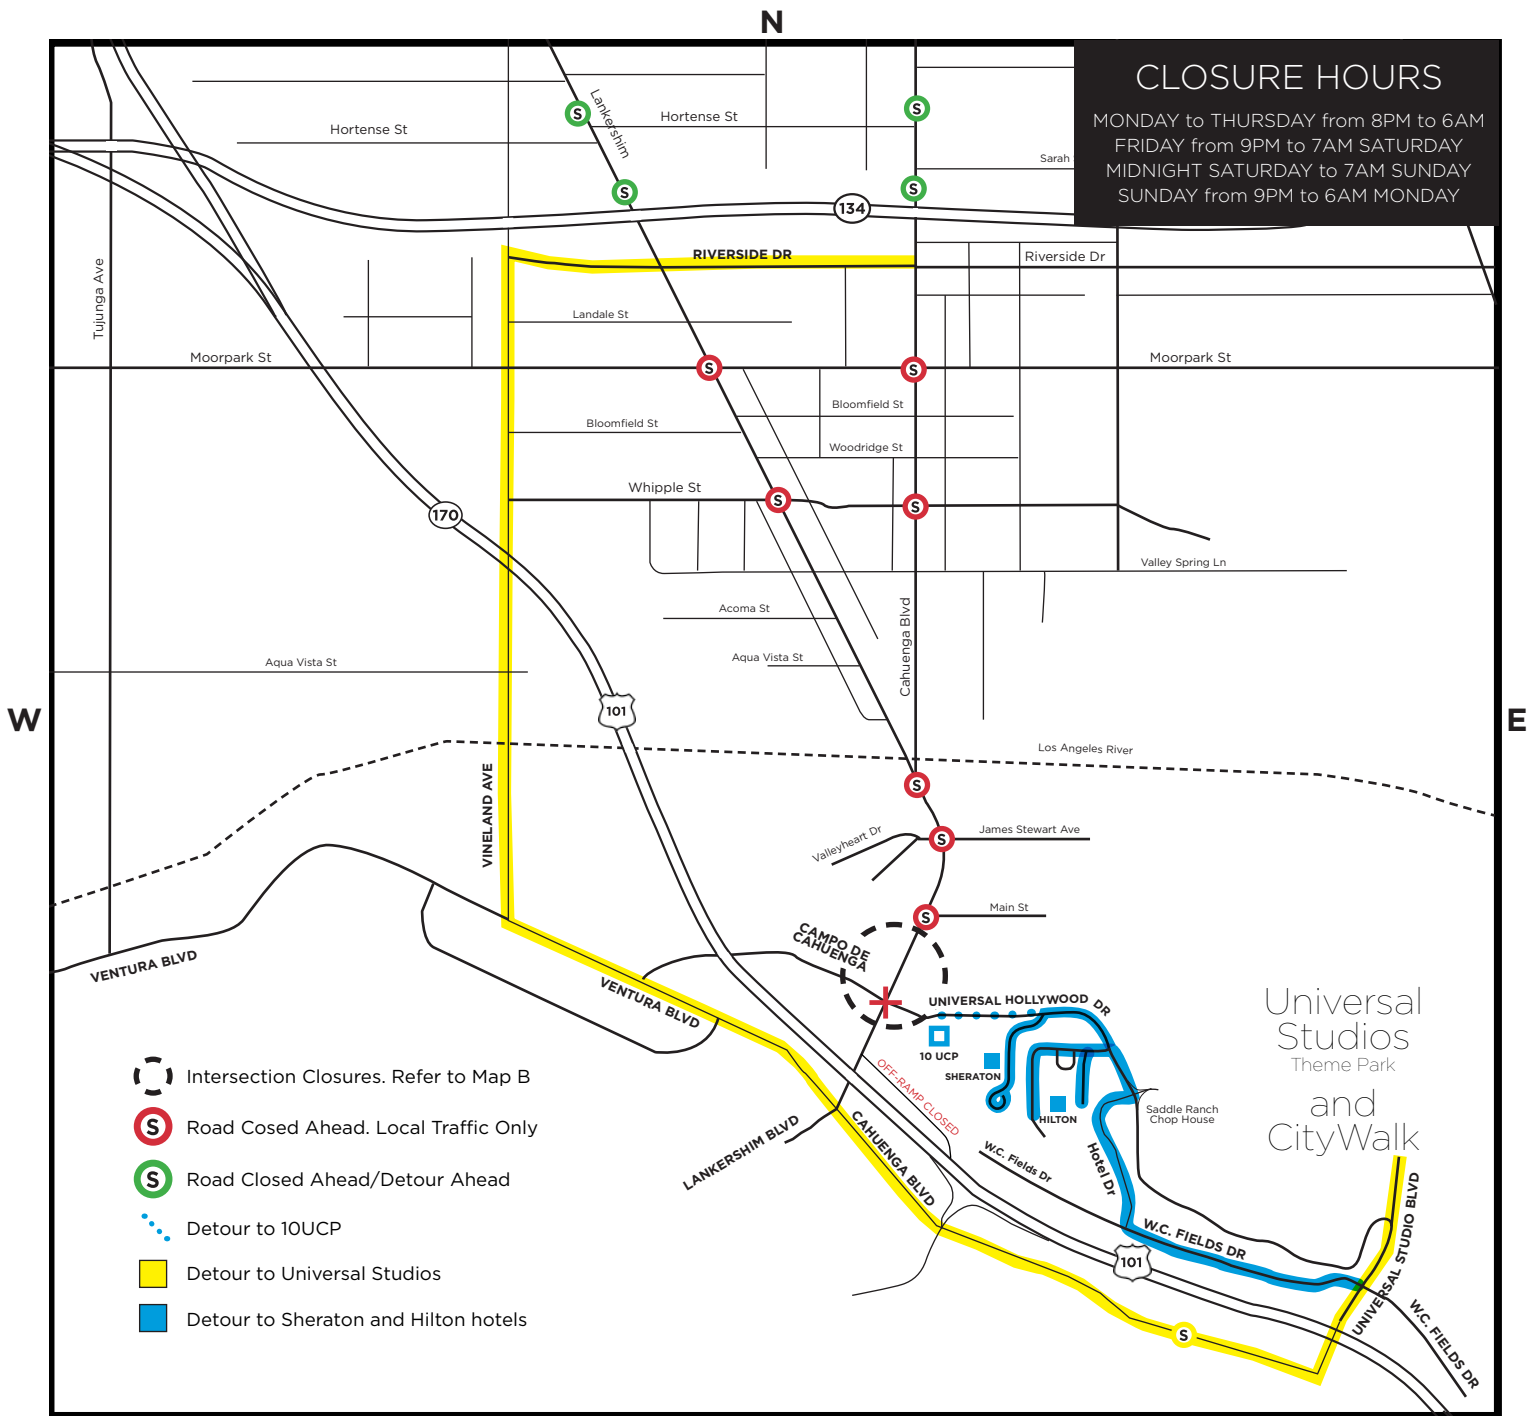 N
CLOSURE HOURS
MONDAY to THURSDAY from 8PM to 6AM
FRIDAY from 9PM to 7AM SATURDAY
MIDNIGHT SATURDAY to 7AM SUNDAY
SUNDAY from 9PM to 6AM MONDAY
S
S
Lankershim
Hortense St
Hortense St
Sarah
S
S
134
RIVERSIDE DR
Riverside Dr
Tujunga Ave
Landale St
Moorpark St
Moorpark St
S
S
Bloomfield St
Bloomfield St
Woodridge St
Whipple St
S
S
170
Valley Spring Ln
Acoma St
Cahuenga Blvd
Aqua Vista St
Aqua Vista St
W
E
101
Los Angeles River
S
VINELAND AVE
Valleyheart Dr
S
James Stewart Ave
Main St
S
CAMPO DE
CAHUENGA
VENTURA BLVD
VENTURA BLVD
UNIVERSAL HOLLYWOOD DR
10 UCP
SHERATON
HILTON
OFF-RAMP CLOSED
Saddle Ranch
Chop House
Universal
Studios
Theme Park
and
CityWalk
LANKERSHIM BLVD
CAHUENGA BLVD
W.C. Fields Dr
Hotel Dr
W.C. FIELDS DR
101
UNIVERSAL STUDIO BLVD
W.C. FIELDS DR
S
Intersection Closures. Refer to Map B
S
Road Cosed Ahead. Local Traffic Only
S
Road Closed Ahead/Detour Ahead
Detour to 10UCP
Detour to Universal Studios
Detour to Sheraton and Hilton hotels